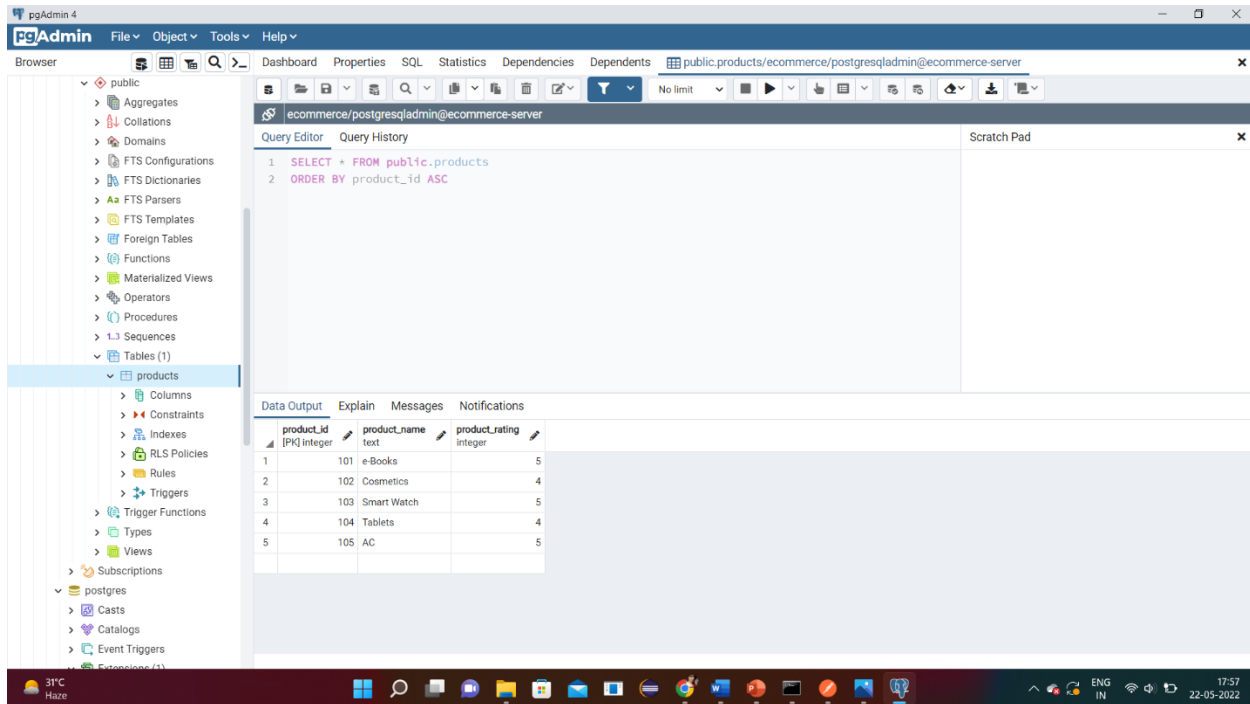 pgAdmin 4
pgAdmin File Object Tools Help
Browser
Dashboard Properties SQL Statistics Dependencies Dependents public.products/ecommerce/postgresqladmin@ecommerce-server
public
Aggregates
Collations
Domains
FTS Configurations
FTS Dictionaries
Aa FTS Parsers
FTS Templates
Foreign Tables
Functions
Materialized Views
Operators
Procedures
1..3 Sequences
Tables (1)
products
Columns
Constraints
Indexes
RLS Policies
Rules
Triggers
Trigger Functions
Types
Views
Subscriptions
postgres
Casts
Catalogs
Event Triggers
Extensions (1)
No limit
ecommerce/postgresqladmin@ecommerce-server
Query Editor Query History
Scratch Pad
1 SELECT * FROM public.products
2 ORDER BY product_id ASC
Data Output Explain Messages Notifications
product_id product_name product_rating
[PK] integer text integer
1 101 e-Books 5
2 102 Cosmetics 4
3 103 Smart Watch 5
4 104 Tablets 4
5 105 AC 5
31°C
Haze
ENG
IN
17:57
22-05-2022